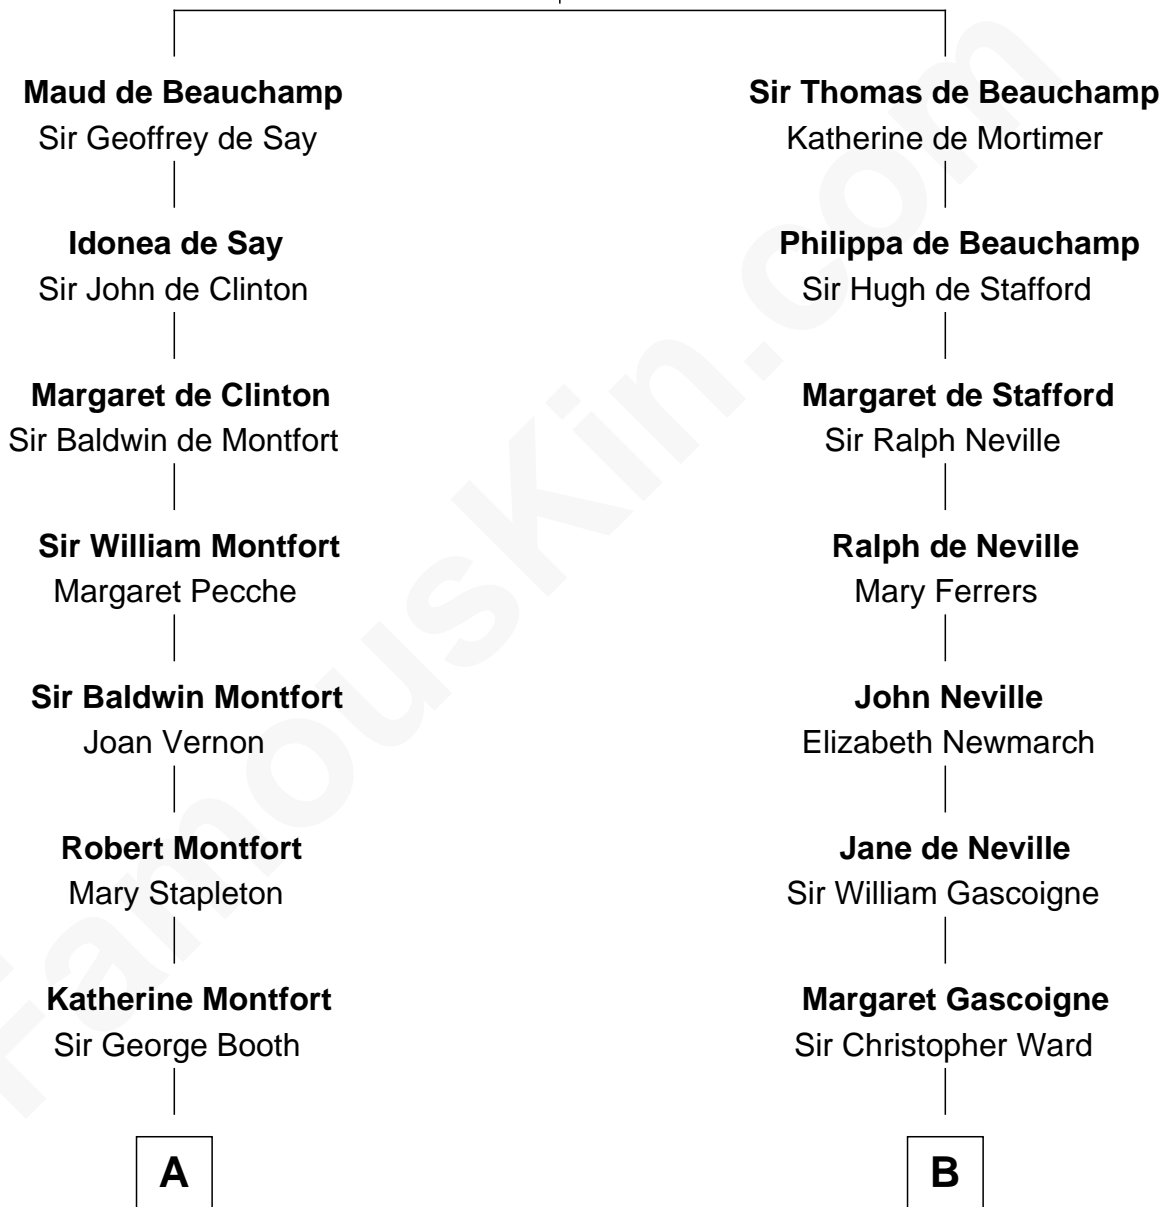 Maud de Beauchamp
Sir Geoffrey de Say
Idonea de Say
Sir John de Clinton
Margaret de Clinton
Sir Baldwin de Montfort
Sir William Montfort
Margaret Pecche
Sir Baldwin Montfort
Joan Vernon
Robert Montfort
Mary Stapleton
Katherine Montfort
Sir George Booth
A
Sir Thomas de Beauchamp
Katherine de Mortimer
Philippa de Beauchamp
Sir Hugh de Stafford
Margaret de Stafford
Sir Ralph Neville
Ralph de Neville
Mary Ferrers
John Neville
Elizabeth Newmarch
Jane de Neville
Sir William Gascoigne
Margaret Gascoigne
Sir Christopher Ward
B
FamousKin.com